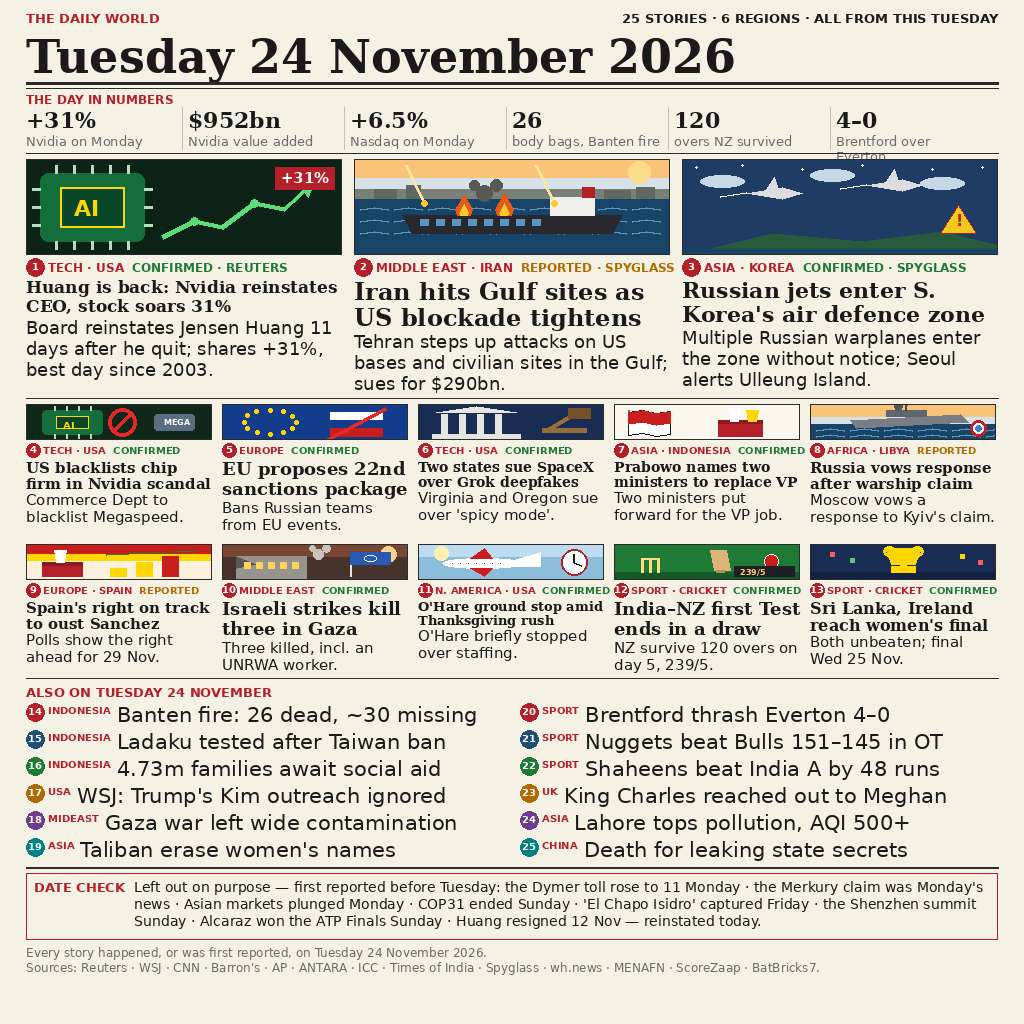 THE DAILY WORLD
25 STORIES · 6 REGIONS · ALL FROM THIS TUESDAY
Tuesday 24 November 2026
THE DAY IN NUMBERS
+31%
Nvidia on Monday
$952bn
Nvidia value added
+6.5%
Nasdaq on Monday
26
body bags, Banten fire
120
overs NZ survived
4–0
Brentford over
Everton
AI
+31%
!
1 TECH · USA CONFIRMED · REUTERS
Huang is back: Nvidia reinstates
CEO, stock soars 31%
Board reinstates Jensen Huang 11
days after he quit; shares +31%,
best day since 2003.
2 MIDDLE EAST · IRAN REPORTED · SPYGLASS
Iran hits Gulf sites as
US blockade tightens
Tehran steps up attacks on US
bases and civilian sites in the Gulf;
sues for $290bn.
3 ASIA · KOREA CONFIRMED · SPYGLASS
Russian jets enter S.
Korea's air defence zone
Multiple Russian warplanes enter
the zone without notice; Seoul
alerts Ulleung Island.
AI
MEGA
4 TECH · USA CONFIRMED
US blacklists chip
firm in Nvidia scandal
Commerce Dept to
blacklist Megaspeed.
5 EUROPE CONFIRMED
EU proposes 22nd
sanctions package
Bans Russian teams
from EU events.
6 TECH · USA CONFIRMED
Two states sue SpaceX
over Grok deepfakes
Virginia and Oregon sue
over 'spicy mode'.
7 ASIA · INDONESIA CONFIRMED
Prabowo names two
ministers to replace VP
Two ministers put
forward for the VP job.
8 AFRICA · LIBYA REPORTED
Russia vows response
after warship claim
Moscow vows a
response to Kyiv's claim.
239/5
9 EUROPE · SPAIN REPORTED
Spain's right on track
to oust Sanchez
Polls show the right
ahead for 29 Nov.
10 MIDDLE EAST CONFIRMED
Israeli strikes kill
three in Gaza
Three killed, incl. an
UNRWA worker.
11 N. AMERICA · USA CONFIRMED
O'Hare ground stop amid
Thanksgiving rush
O'Hare briefly stopped
over staffing.
12 SPORT · CRICKET CONFIRMED
India–NZ first Test
ends in a draw
NZ survive 120 overs on
day 5, 239/5.
13 SPORT · CRICKET CONFIRMED
Sri Lanka, Ireland
reach women's final
Both unbeaten; final
Wed 25 Nov.
ALSO ON TUESDAY 24 NOVEMBER
14 INDONESIA Banten fire: 26 dead, ~30 missing
15 INDONESIA Ladaku tested after Taiwan ban
16 INDONESIA 4.73m families await social aid
17 USA WSJ: Trump's Kim outreach ignored
18 MIDEAST Gaza war left wide contamination
19 ASIA Taliban erase women's names
20 SPORT Brentford thrash Everton 4–0
21 SPORT Nuggets beat Bulls 151–145 in OT
22 SPORT Shaheens beat India A by 48 runs
23 UK King Charles reached out to Meghan
24 ASIA Lahore tops pollution, AQI 500+
25 CHINA Death for leaking state secrets
DATE CHECK Left out on purpose — first reported before Tuesday: the Dymer toll rose to 11 Monday · the Merkury claim was Monday's
news · Asian markets plunged Monday · COP31 ended Sunday · 'El Chapo Isidro' captured Friday · the Shenzhen summit
Sunday · Alcaraz won the ATP Finals Sunday · Huang resigned 12 Nov — reinstated today.
Every story happened, or was first reported, on Tuesday 24 November 2026.
Sources: Reuters · WSJ · CNN · Barron's · AP · ANTARA · ICC · Times of India · Spyglass · wh.news · MENAFN · ScoreZaap · BatBricks7.